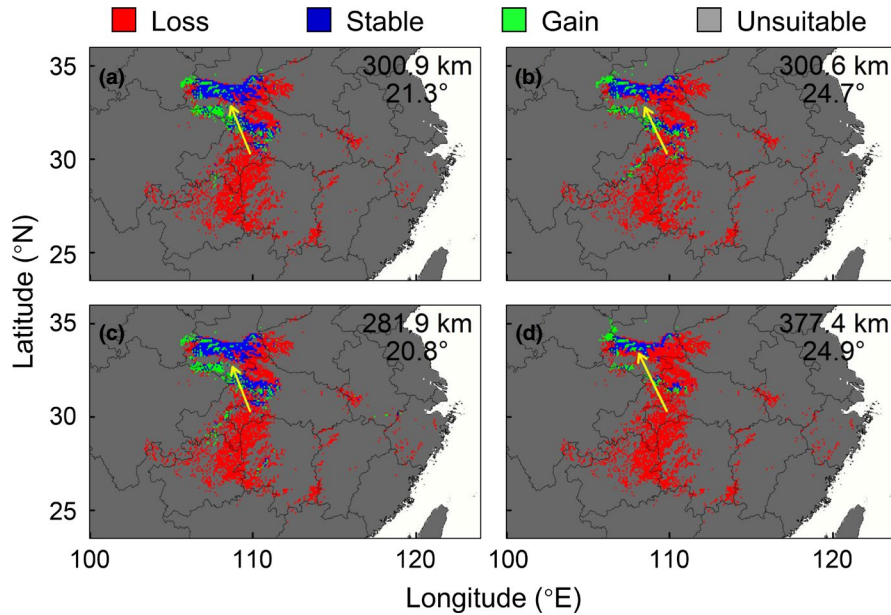 Loss Stable Gain Unsuitable
35
30
25
(a)
300.9 km
21.3°
(b)
300.6 km
24.7°
Latitude (°N)
35
30
25
(c)
281.9 km
20.8°
(d)
377.4 km
24.9°
100 110 120 100 110 120
Longitude (°E)